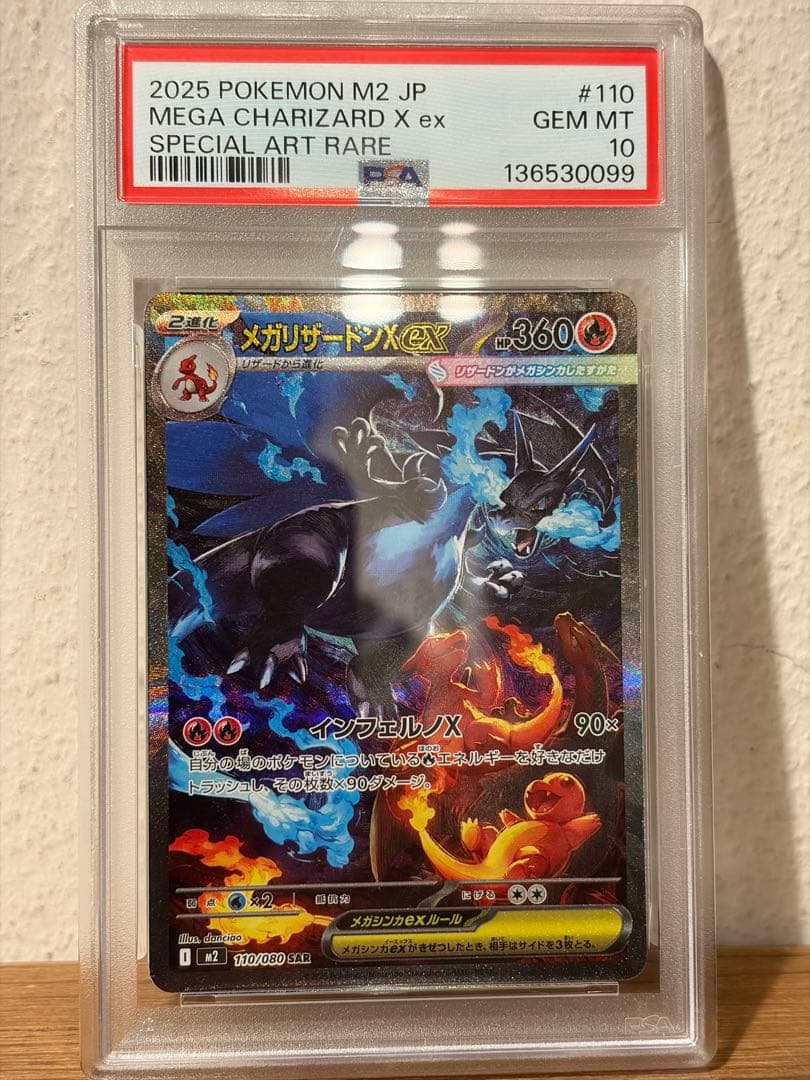 2025 POKEMON M2 JP #110
MEGA CHARIZARD X ex GEM MT
SPECIAL ART RARE 10
PSA 136530099
2進化 メガリザードンXex HP360
リザードから進化 リザードンがメガシンカしたすがた
インフェルノX 90×
自分の場のポケモンについている エネルギーを好きなだけ
トラッシュし、その枚数×90ダメージ。
弱点 ×2 抵抗力 にげる
メガシンカexルール
メガシンカexがきぜつしたとき、相手はサイドを3枚とる。
Illus. danciao
I M2 110/080 SAR
PSA